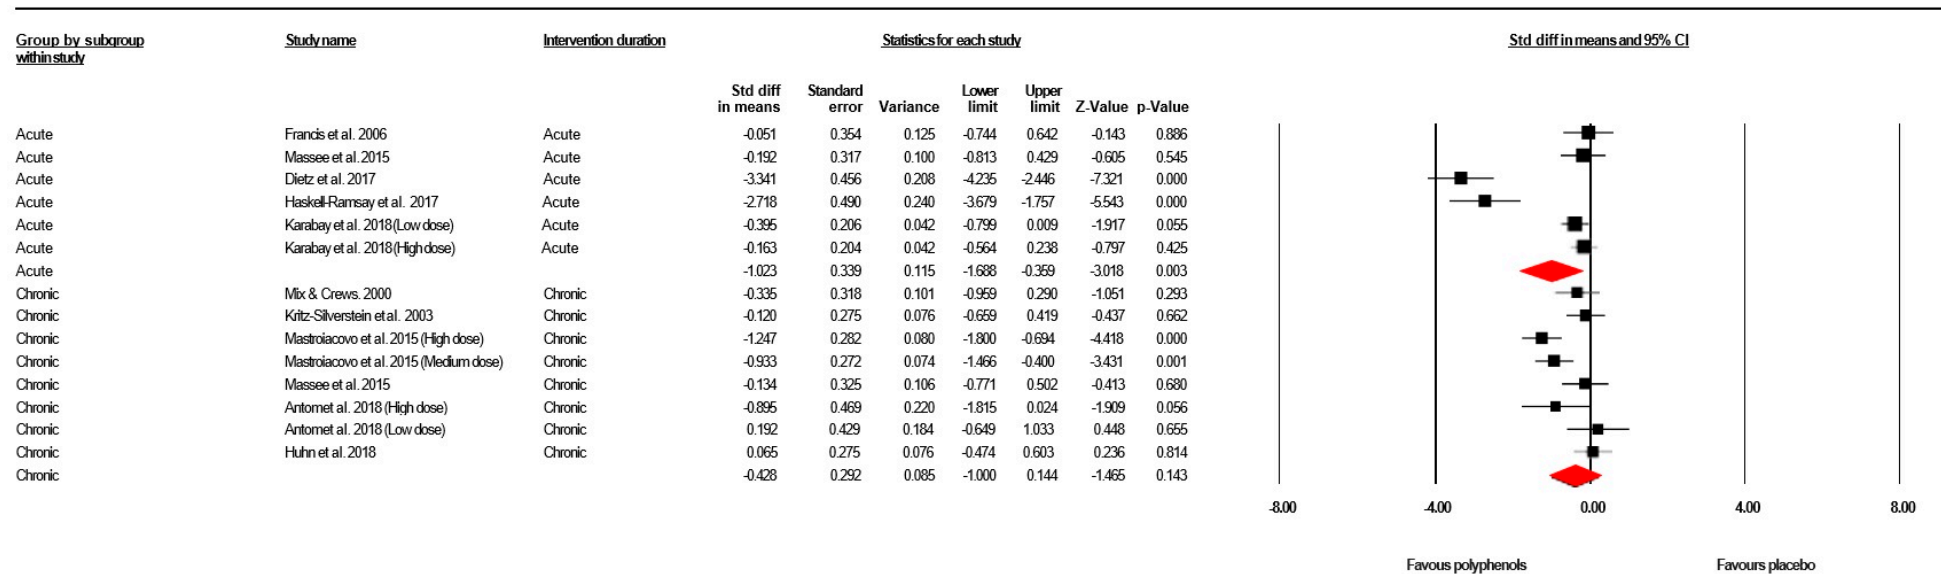 Group by subgroup within study Study name Intervention duration Statistics for each study Std diff in means and 95% CI
Std diff in means Standard error Variance Lower limit Upper limit Z-Value p-Value
Acute Francis et al. 2006 Acute -0.051 0.354 0.125 -0.744 0.642 -0.143 0.886
Acute Massee et al. 2015 Acute -0.192 0.317 0.100 -0.813 0.429 -0.605 0.545
Acute Dietz et al. 2017 Acute -3.341 0.456 0.208 -4.235 -2.446 -7.321 0.000
Acute Haskell-Ramsay et al. 2017 Acute -2.718 0.490 0.240 -3.679 -1.757 -5.543 0.000
Acute Karabay et al. 2018 (Low dose) Acute -0.395 0.206 0.042 -0.799 0.009 -1.917 0.055
Acute Karabay et al. 2018 (High dose) Acute -0.163 0.204 0.042 -0.564 0.238 -0.797 0.425
Acute -1.023 0.339 0.115 -1.688 -0.359 -3.018 0.003
Chronic Mix & Crews. 2000 Chronic -0.335 0.318 0.101 -0.959 0.290 -1.051 0.293
Chronic Kritz-Silverstein et al. 2003 Chronic -0.120 0.275 0.076 -0.659 0.419 -0.437 0.662
Chronic Mastroiacovo et al. 2015 (High dose) Chronic -1.247 0.282 0.080 -1.800 -0.694 -4.418 0.000
Chronic Mastroiacovo et al. 2015 (Medium dose) Chronic -0.933 0.272 0.074 -1.466 -0.400 -3.431 0.001
Chronic Massee et al. 2015 Chronic -0.134 0.325 0.106 -0.771 0.502 -0.413 0.680
Chronic Antom et al. 2018 (High dose) Chronic -0.895 0.469 0.220 -1.815 0.024 -1.909 0.056
Chronic Antom et al. 2018 (Low dose) Chronic 0.192 0.429 0.184 -0.649 1.033 0.448 0.655
Chronic Huhn et al. 2018 Chronic 0.065 0.275 0.076 -0.474 0.603 0.236 0.814
Chronic -0.428 0.292 0.085 -1.000 0.144 -1.465 0.143
-8.00 -4.00 0.00 4.00 8.00
Favous polyphenols Favours placebo